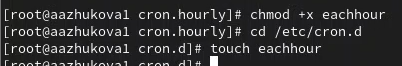 [root@aazhukova1 cron.hourly]# chmod +x eachhour
[root@aazhukova1 cron.hourly]# cd /etc/cron.d
[root@aazhukova1 cron.d]# touch eachhour
[root@aazhukova1 cron.d]#